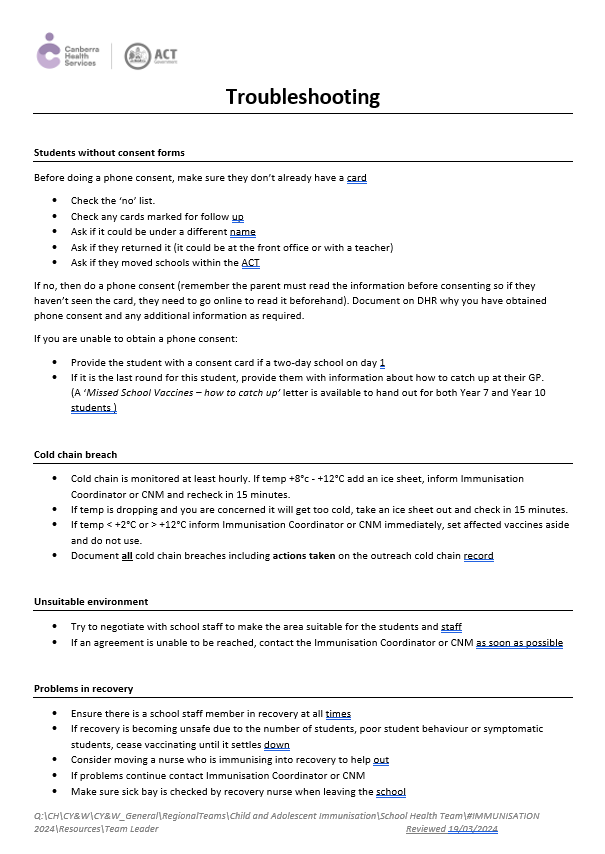 Canberra
Health
Services
ACT
Troubleshooting
Students without consent forms
Before doing a phone consent, make sure they don’t already have a card
• Check the ‘no’ list.
• Check any cards marked for follow up
• Ask if it could be under a different name
• Ask if they returned it (it could be at the front office or with a teacher)
• Ask if they moved schools within the ACT
If no, then do a phone consent (remember the parent must read the information before consenting so if they
haven’t seen the card, they need to go online to read it beforehand). Document on DHR why you have obtained
phone consent and any additional information as required.
If you are unable to obtain a phone consent:
• Provide the student with a consent card if a two-day school on day 1
• If it is the last round for this student, provide them with information about how to catch up at their GP.
(A ‘Missed School Vaccines – how to catch up’ letter is available to hand out for both Year 7 and Year 10
students )
Cold chain breach
• Cold chain is monitored at least hourly. If temp +8°c - +12°C add an ice sheet, inform Immunisation
Coordinator or CNM and recheck in 15 minutes.
• If temp is dropping and you are concerned it will get too cold, take an ice sheet out and check in 15 minutes.
• If temp < +2°C or > +12°C inform Immunisation Coordinator or CNM immediately, set affected vaccines aside
and do not use.
• Document all cold chain breaches including actions taken on the outreach cold chain record
Unsuitable environment
• Try to negotiate with school staff to make the area suitable for the students and staff
• If an agreement is unable to be reached, contact the Immunisation Coordinator or CNM as soon as possible
Problems in recovery
• Ensure there is a school staff member in recovery at all times
• If recovery is becoming unsafe due to the number of students, poor student behaviour or symptomatic
students, cease vaccinating until it settles down
• Consider moving a nurse who is immunising into recovery to help out
• If problems continue contact Immunisation Coordinator or CNM
• Make sure sick bay is checked by recovery nurse when leaving the school
Q:\CH\CY&W\CY&W_General\RegionalTeams\Child and Adolescent Immunisation\School Health Team\#IMMUNISATION
2024\Resources\Team Leader Reviewed 19/03/2024